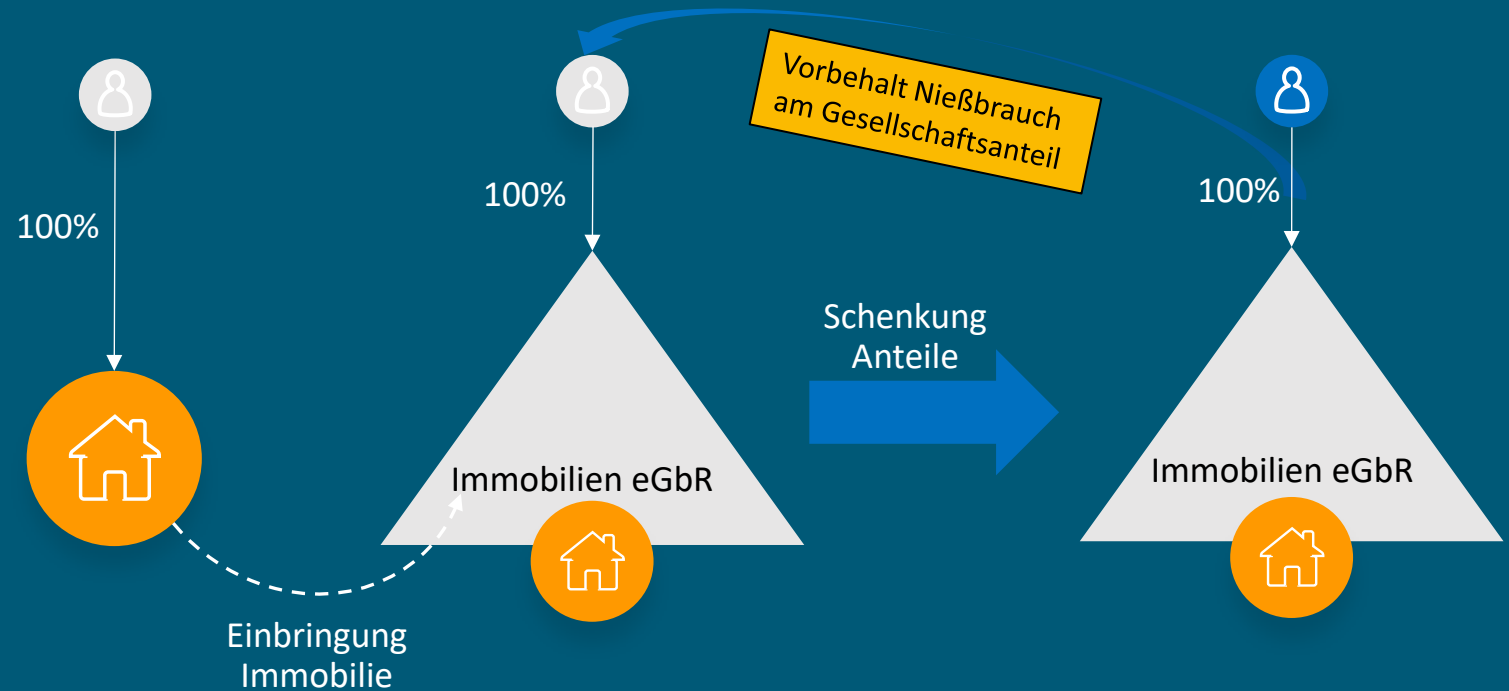 100%
Einbringung
Immobilie
100%
Immobilien eGbR
Schenkung
Anteile
Vorbehalt Nießbrauch
am Gesellschaftsanteil
100%
Immobilien eGbR